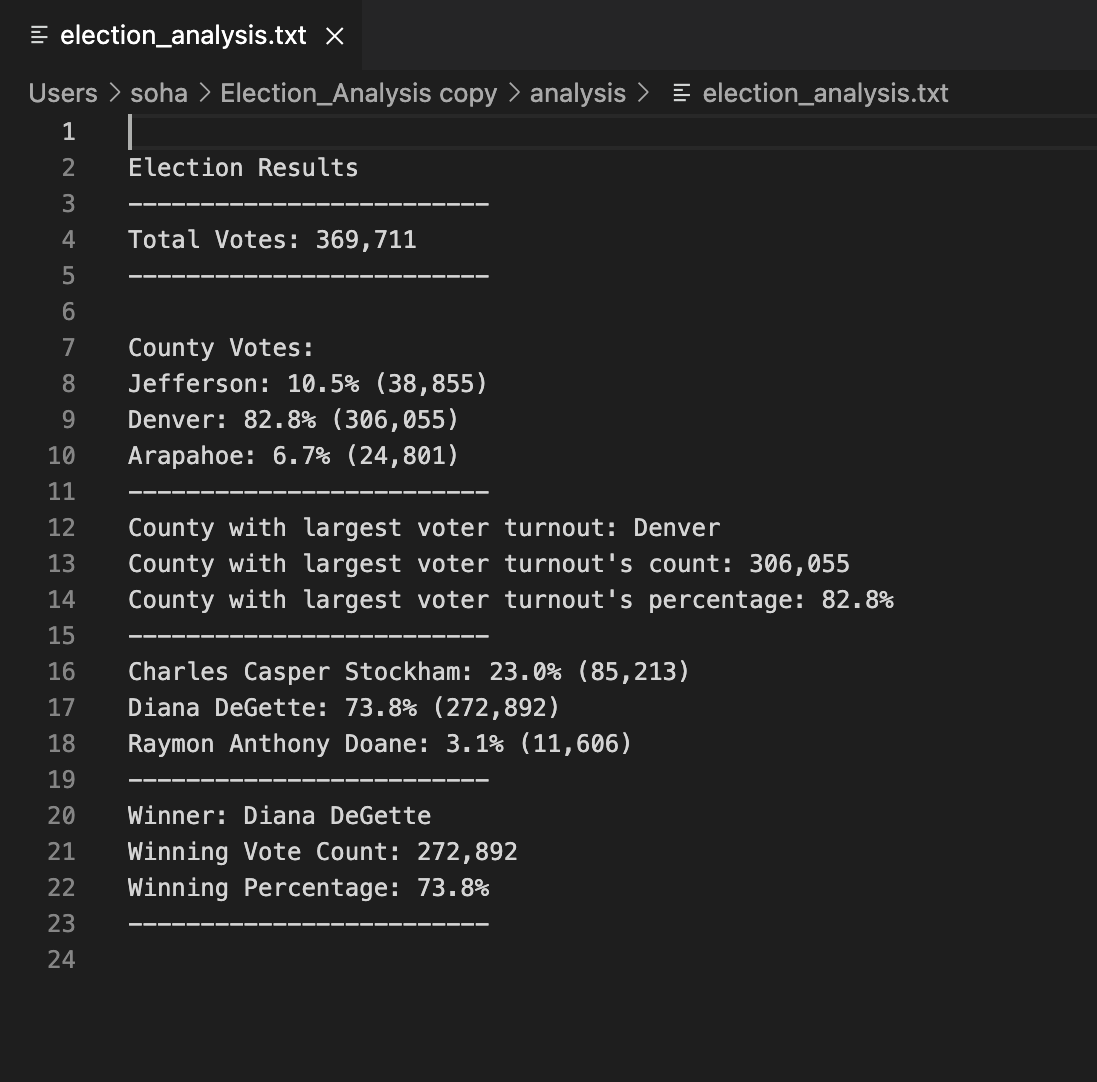 election_analysis.txt ×
Users > soha > Election_Analysis copy > analysis > election_analysis.txt
1
2 Election Results
3 -------------------------
4 Total Votes: 369,711
5 -------------------------
6
7 County Votes:
8 Jefferson: 10.5% (38,855)
9 Denver: 82.8% (306,055)
10 Arapahoe: 6.7% (24,801)
11 -------------------------
12 County with largest voter turnout: Denver
13 County with largest voter turnout's count: 306,055
14 County with largest voter turnout's percentage: 82.8%
15 -------------------------
16 Charles Casper Stockham: 23.0% (85,213)
17 Diana DeGette: 73.8% (272,892)
18 Raymon Anthony Doane: 3.1% (11,606)
19 -------------------------
20 Winner: Diana DeGette
21 Winning Vote Count: 272,892
22 Winning Percentage: 73.8%
23 -------------------------
24